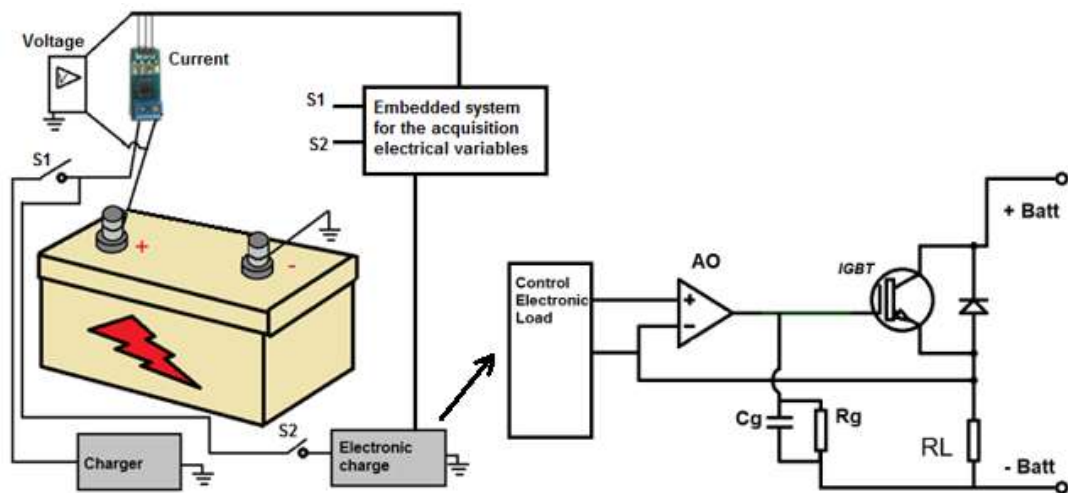 Voltage
Current
S1
S2
Embedded system
for the acquisition
electrical variables
S1
+
-
S2
Charger
Electronic
charge
Control
Electronic
Load
AO
+
-
IGBT
+ Batt
Cg
Rg
RL
- Batt